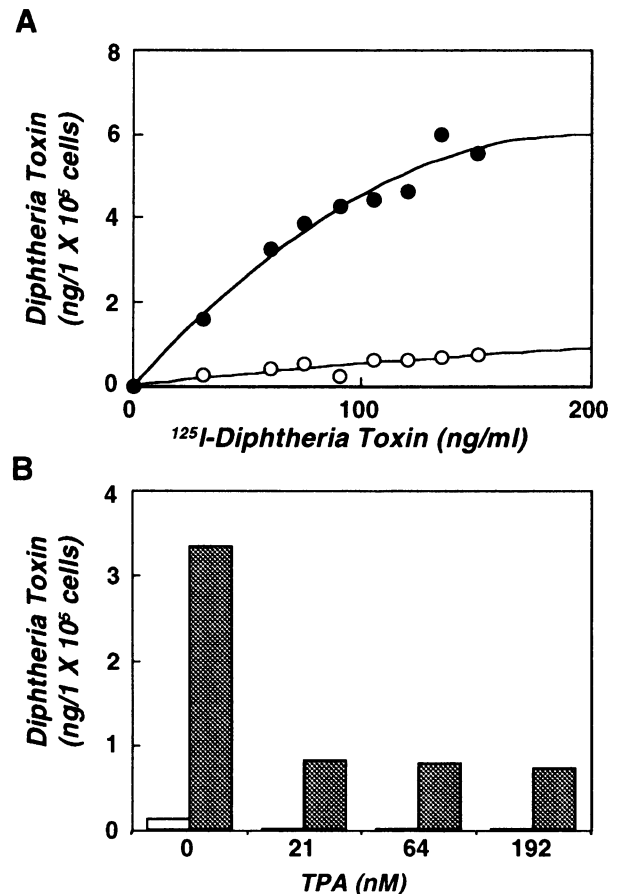 A
Diphtheria Toxin
(ng/1 X 10⁵ cells)
8
6
4
2
0
0 100 200
¹²⁵I-Diphtheria Toxin (ng/ml)
B
Diphtheria Toxin
(ng/1 X 10⁵ cells)
4
3
2
1
0
0 21 64 192
TPA (nM)